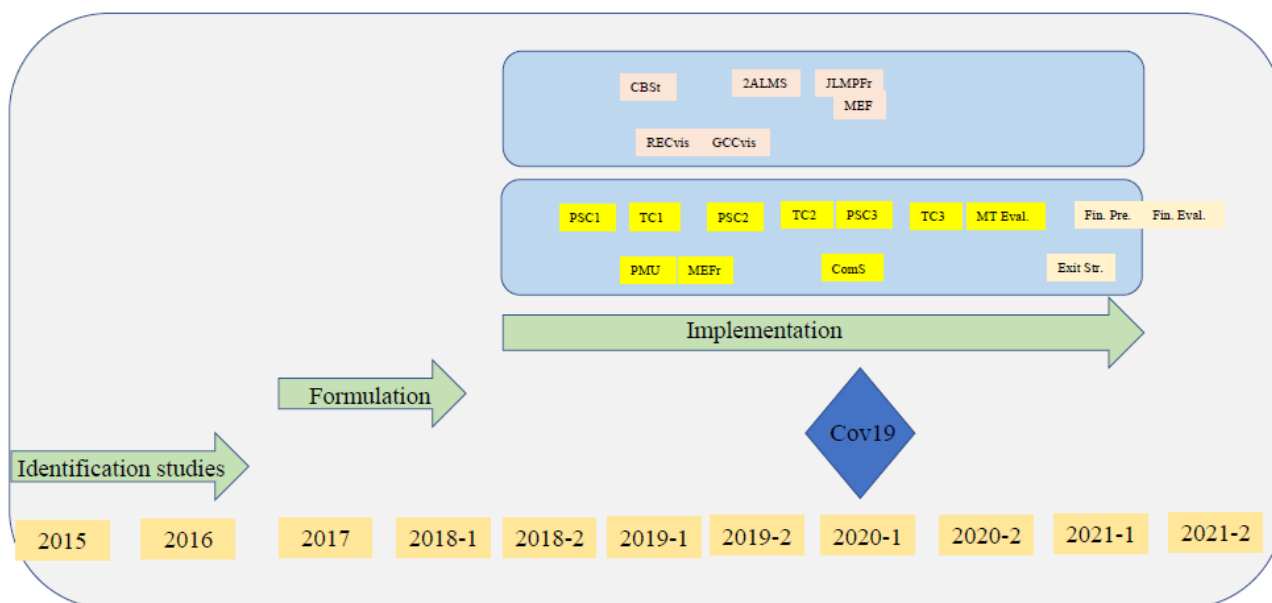 CBSt
2ALMS
JLMPFr
MEF
RECvis
GCCvis
PSC1
TC1
PSC2
TC2
PSC3
TC3
MT Eval.
Fin. Pre.
Fin. Eval.
PMU
MEFr
ComS
Exit Str.
Implementation
Formulation
Cov19
Identification studies
2015
2016
2017
2018-1
2018-2
2019-1
2019-2
2020-1
2020-2
2021-1
2021-2